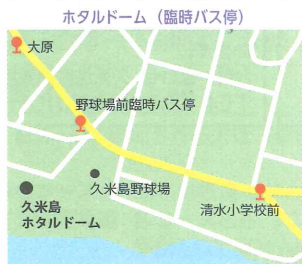 ホタルドーム（臨時バス停）
大原
野球場前臨時バス停
久米島野球場
久米島
ホタルドーム
清水小学校前